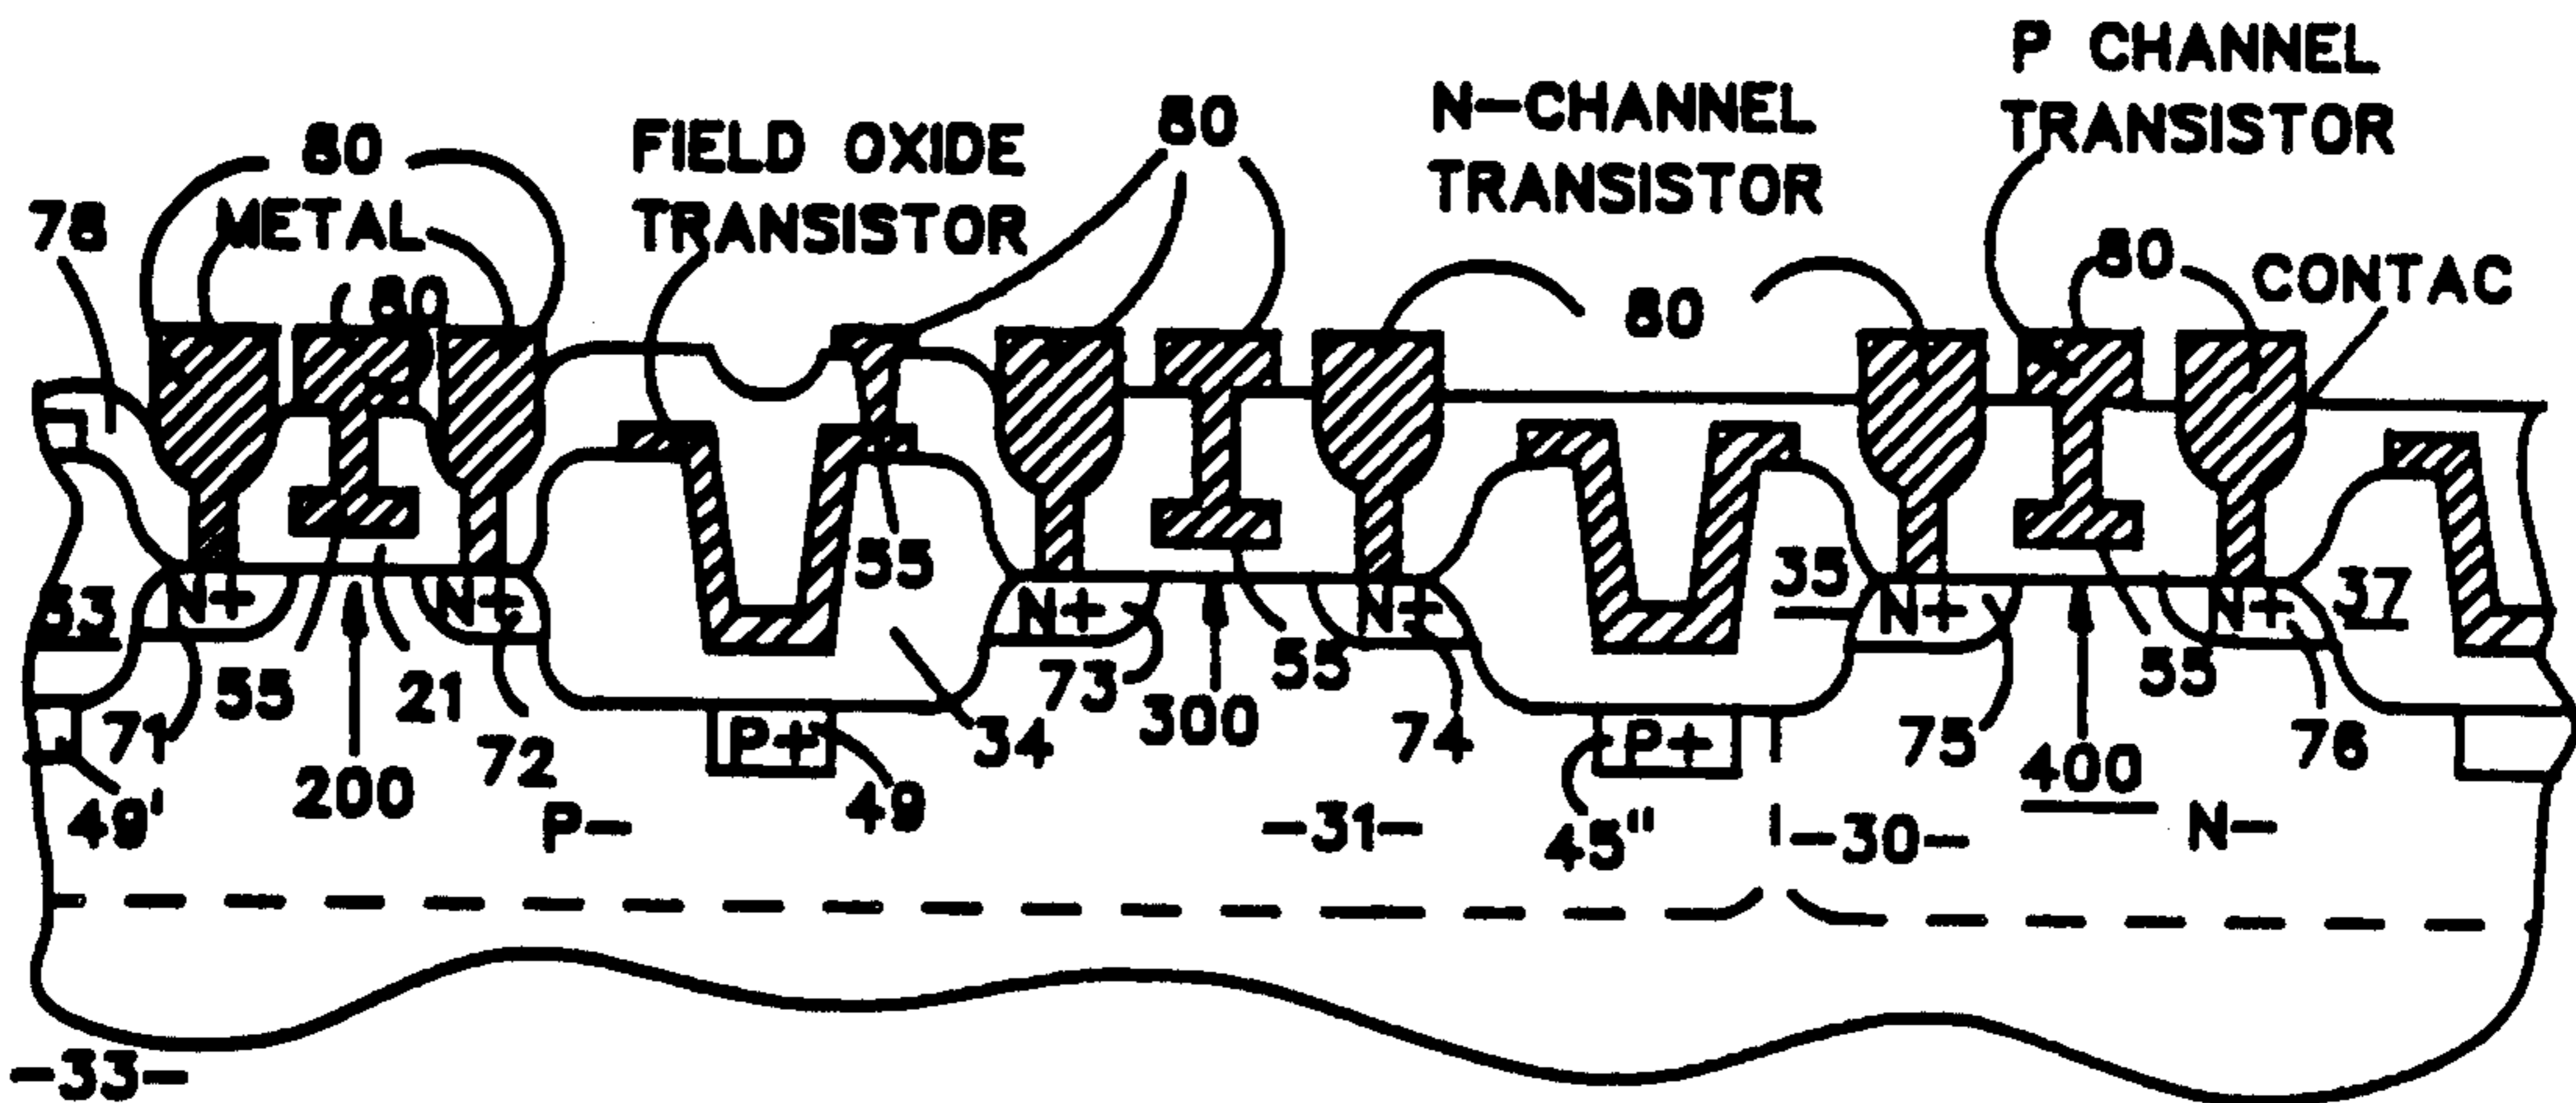 P CHANNEL
TRANSISTOR
N-CHANNEL
TRANSISTOR
FIELD OXIDE
TRANSISTOR
80
80
METAL
78
80
80
80
CONTAC
55
53
N+
N+
N+
N+
35
N+
N+
37
71
55
21
72
34
73
300
55
74
75
400
55
76
P+
P+
49'
200
P-
49
-31-
45"
-30-
N-
-33-